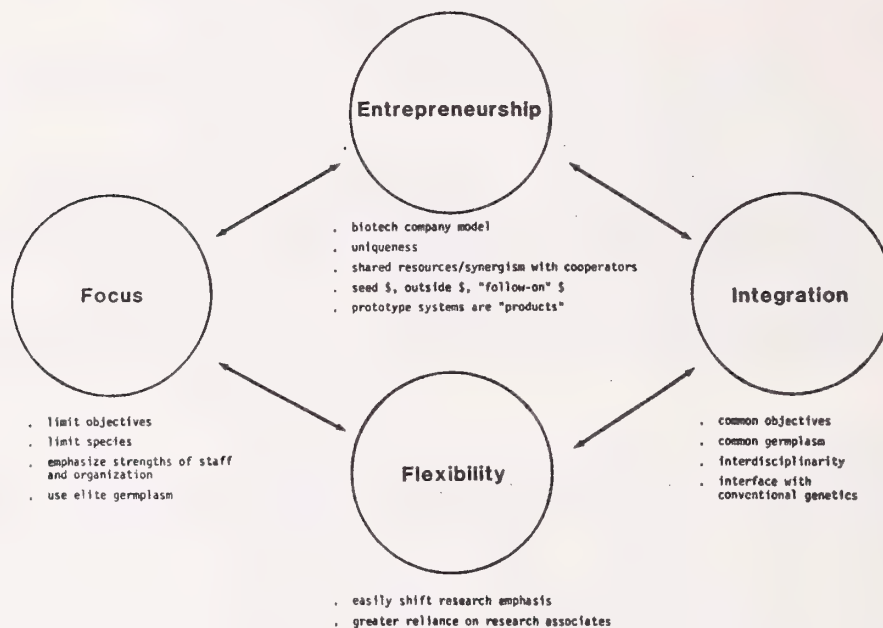 Entrepreneurship
. biotech company model
. uniqueness
. shared resources/synergism with cooperators
. seed $, outside $, "follow-on" $
. prototype systems are "products"
Focus
. limit objectives
. limit species
. emphasize strengths of staff
and organization
. use elite germplasm
Integration
. common objectives
. common germplasm
. interdisciplinarity
. interface with
conventional genetics
Flexibility
. easily shift research emphasis
. greater reliance on research associates